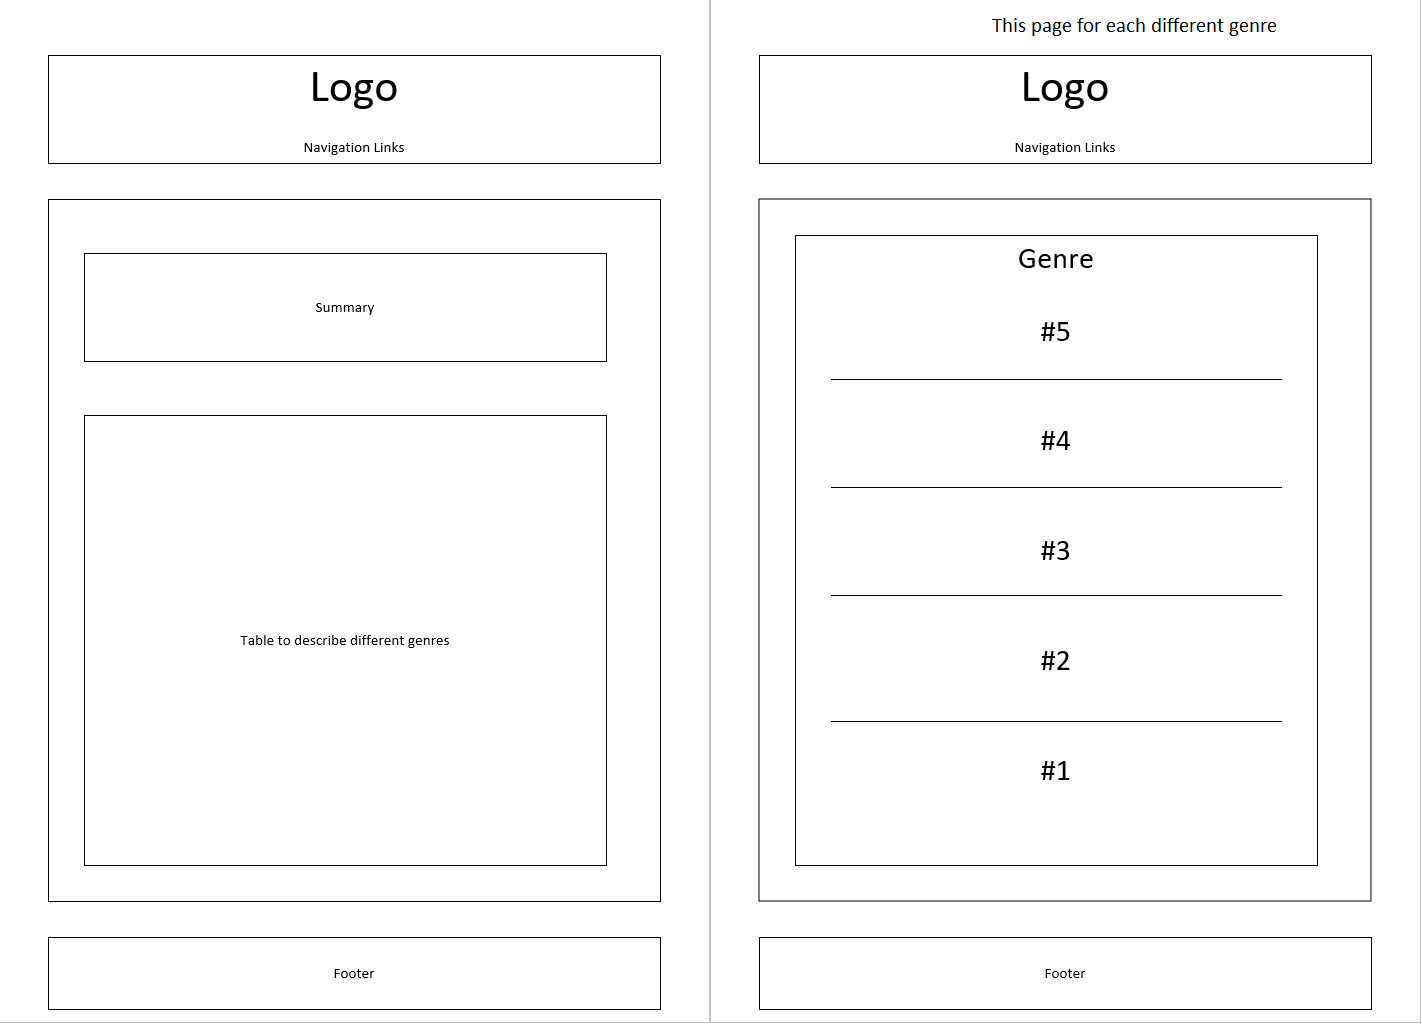 Logo
Navigation Links
Summary
Table to describe different genres
Footer
This page for each different genre
Logo
Navigation Links
Genre
#5
#4
#3
#2
#1
Footer